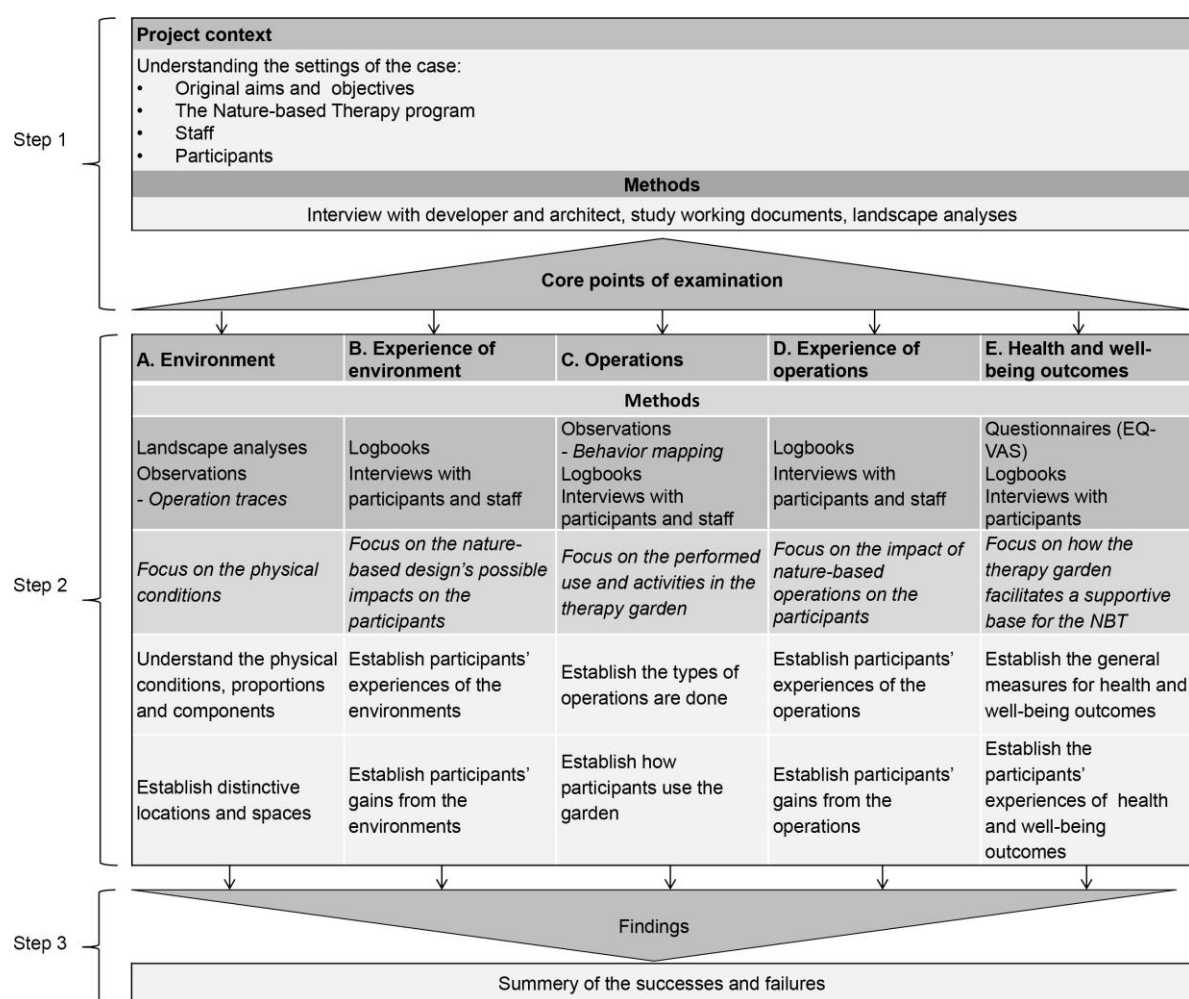 Project context
Understanding the settings of the case:
• Original aims and objectives
• The Nature-based Therapy program
• Staff
• Participants
Step 1
Methods
Interview with developer and architect, study working documents, landscape analyses
Core points of examination
A. Environment
B. Experience of
environment
C. Operations
D. Experience of
operations
E. Health and well-
being outcomes
Methods
Landscape analyses
Observations
- Operation traces
Logbooks
Interviews with
participants and staff
Observations
- Behavior mapping
Logbooks
Interviews with
participants and staff
Logbooks
Interviews with
participants and staff
Questionnaires (EQ-
VAS)
Logbooks
Interviews with
participants
Step 2
Focus on the physical
conditions
Focus on the nature-
based design's possible
impacts on the
participants
Focus on the performed
use and activities in the
therapy garden
Focus on the impact of
nature-based
operations on the
participants
Focus on how the
therapy garden
facilitates a supportive
base for the NBT
Understand the physical
conditions, proportions
and components
Establish participants'
experiences of the
environments
Establish the types of
operations are done
Establish participants'
experiences of the
operations
Establish the general
measures for health and
well-being outcomes
Establish distinctive
locations and spaces
Establish participants'
gains from the
environments
Establish how
participants use the
garden
Establish participants'
gains from the
operations
Establish the
participants'
experiences of health
and well-being
outcomes
Step 3
Findings
Summary of the successes and failures